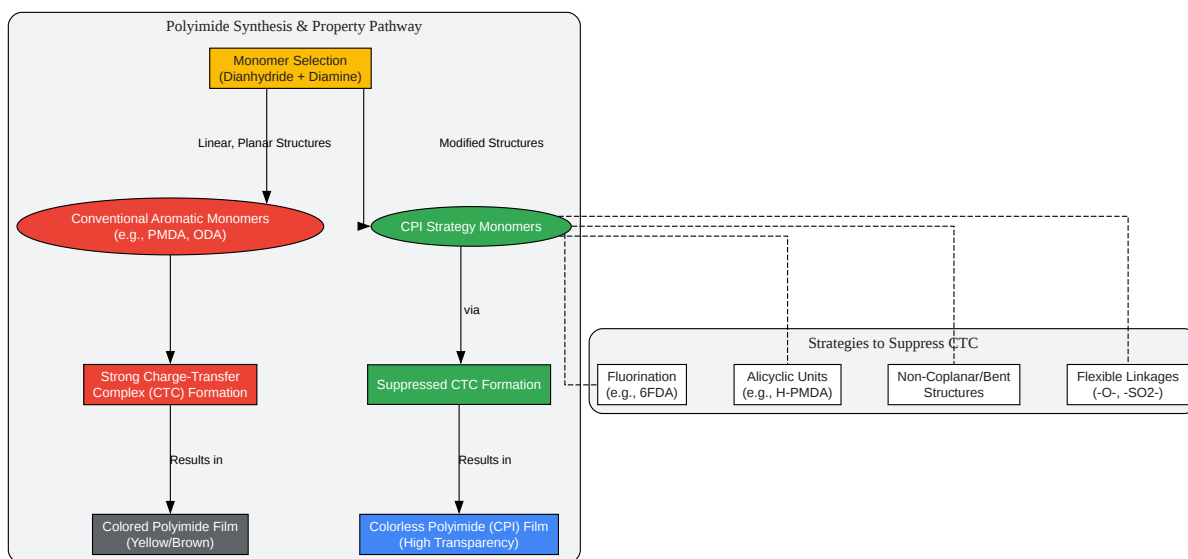 Polyimide Synthesis & Property Pathway
Monomer Selection
(Dianhydride + Diamine)
Linear, Planar Structures
Modified Structures
Conventional Aromatic Monomers
(e.g., PMDA, ODA)
CPI Strategy Monomers
via
Strategies to Suppress CTC
Strong Charge-Transfer
Complex (CTC) Formation
Suppressed CTC Formation
Fluorination
(e.g., 6FDA)
Alicyclic Units
(e.g., H-PMDA)
Non-Coplanar/Bent
Structures
Flexible Linkages
(-O-, -SO2-)
Results in
Results in
Colored Polyimide Film
(Yellow/Brown)
Colorless Polyimide (CPI) Film
(High Transparency)